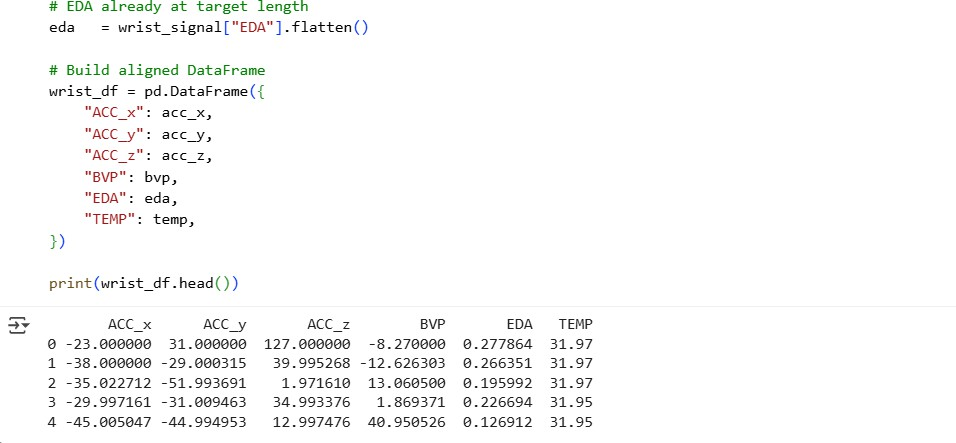 # EDA already at target length
eda   = wrist_signal["EDA"].flatten()
# Build aligned DataFrame
wrist_df = pd.DataFrame({
    "ACC_x": acc_x,
    "ACC_y": acc_y,
    "ACC_z": acc_z,
    "BVP": bvp,
    "EDA": eda,
    "TEMP": temp,
})
print(wrist_df.head())
ACC_x ACC_y ACC_z BVP EDA TEMP
0 -23.000000 31.000000 127.000000 -8.270000 0.277864 31.97
1 -38.000000 -29.000315 39.995268 -12.626303 0.266351 31.97
2 -35.022712 -51.993691 1.971610 13.060500 0.195992 31.97
3 -29.997161 -31.009463 34.993376 1.869371 0.226694 31.95
4 -45.005047 -44.994953 12.997476 40.950526 0.126912 31.95